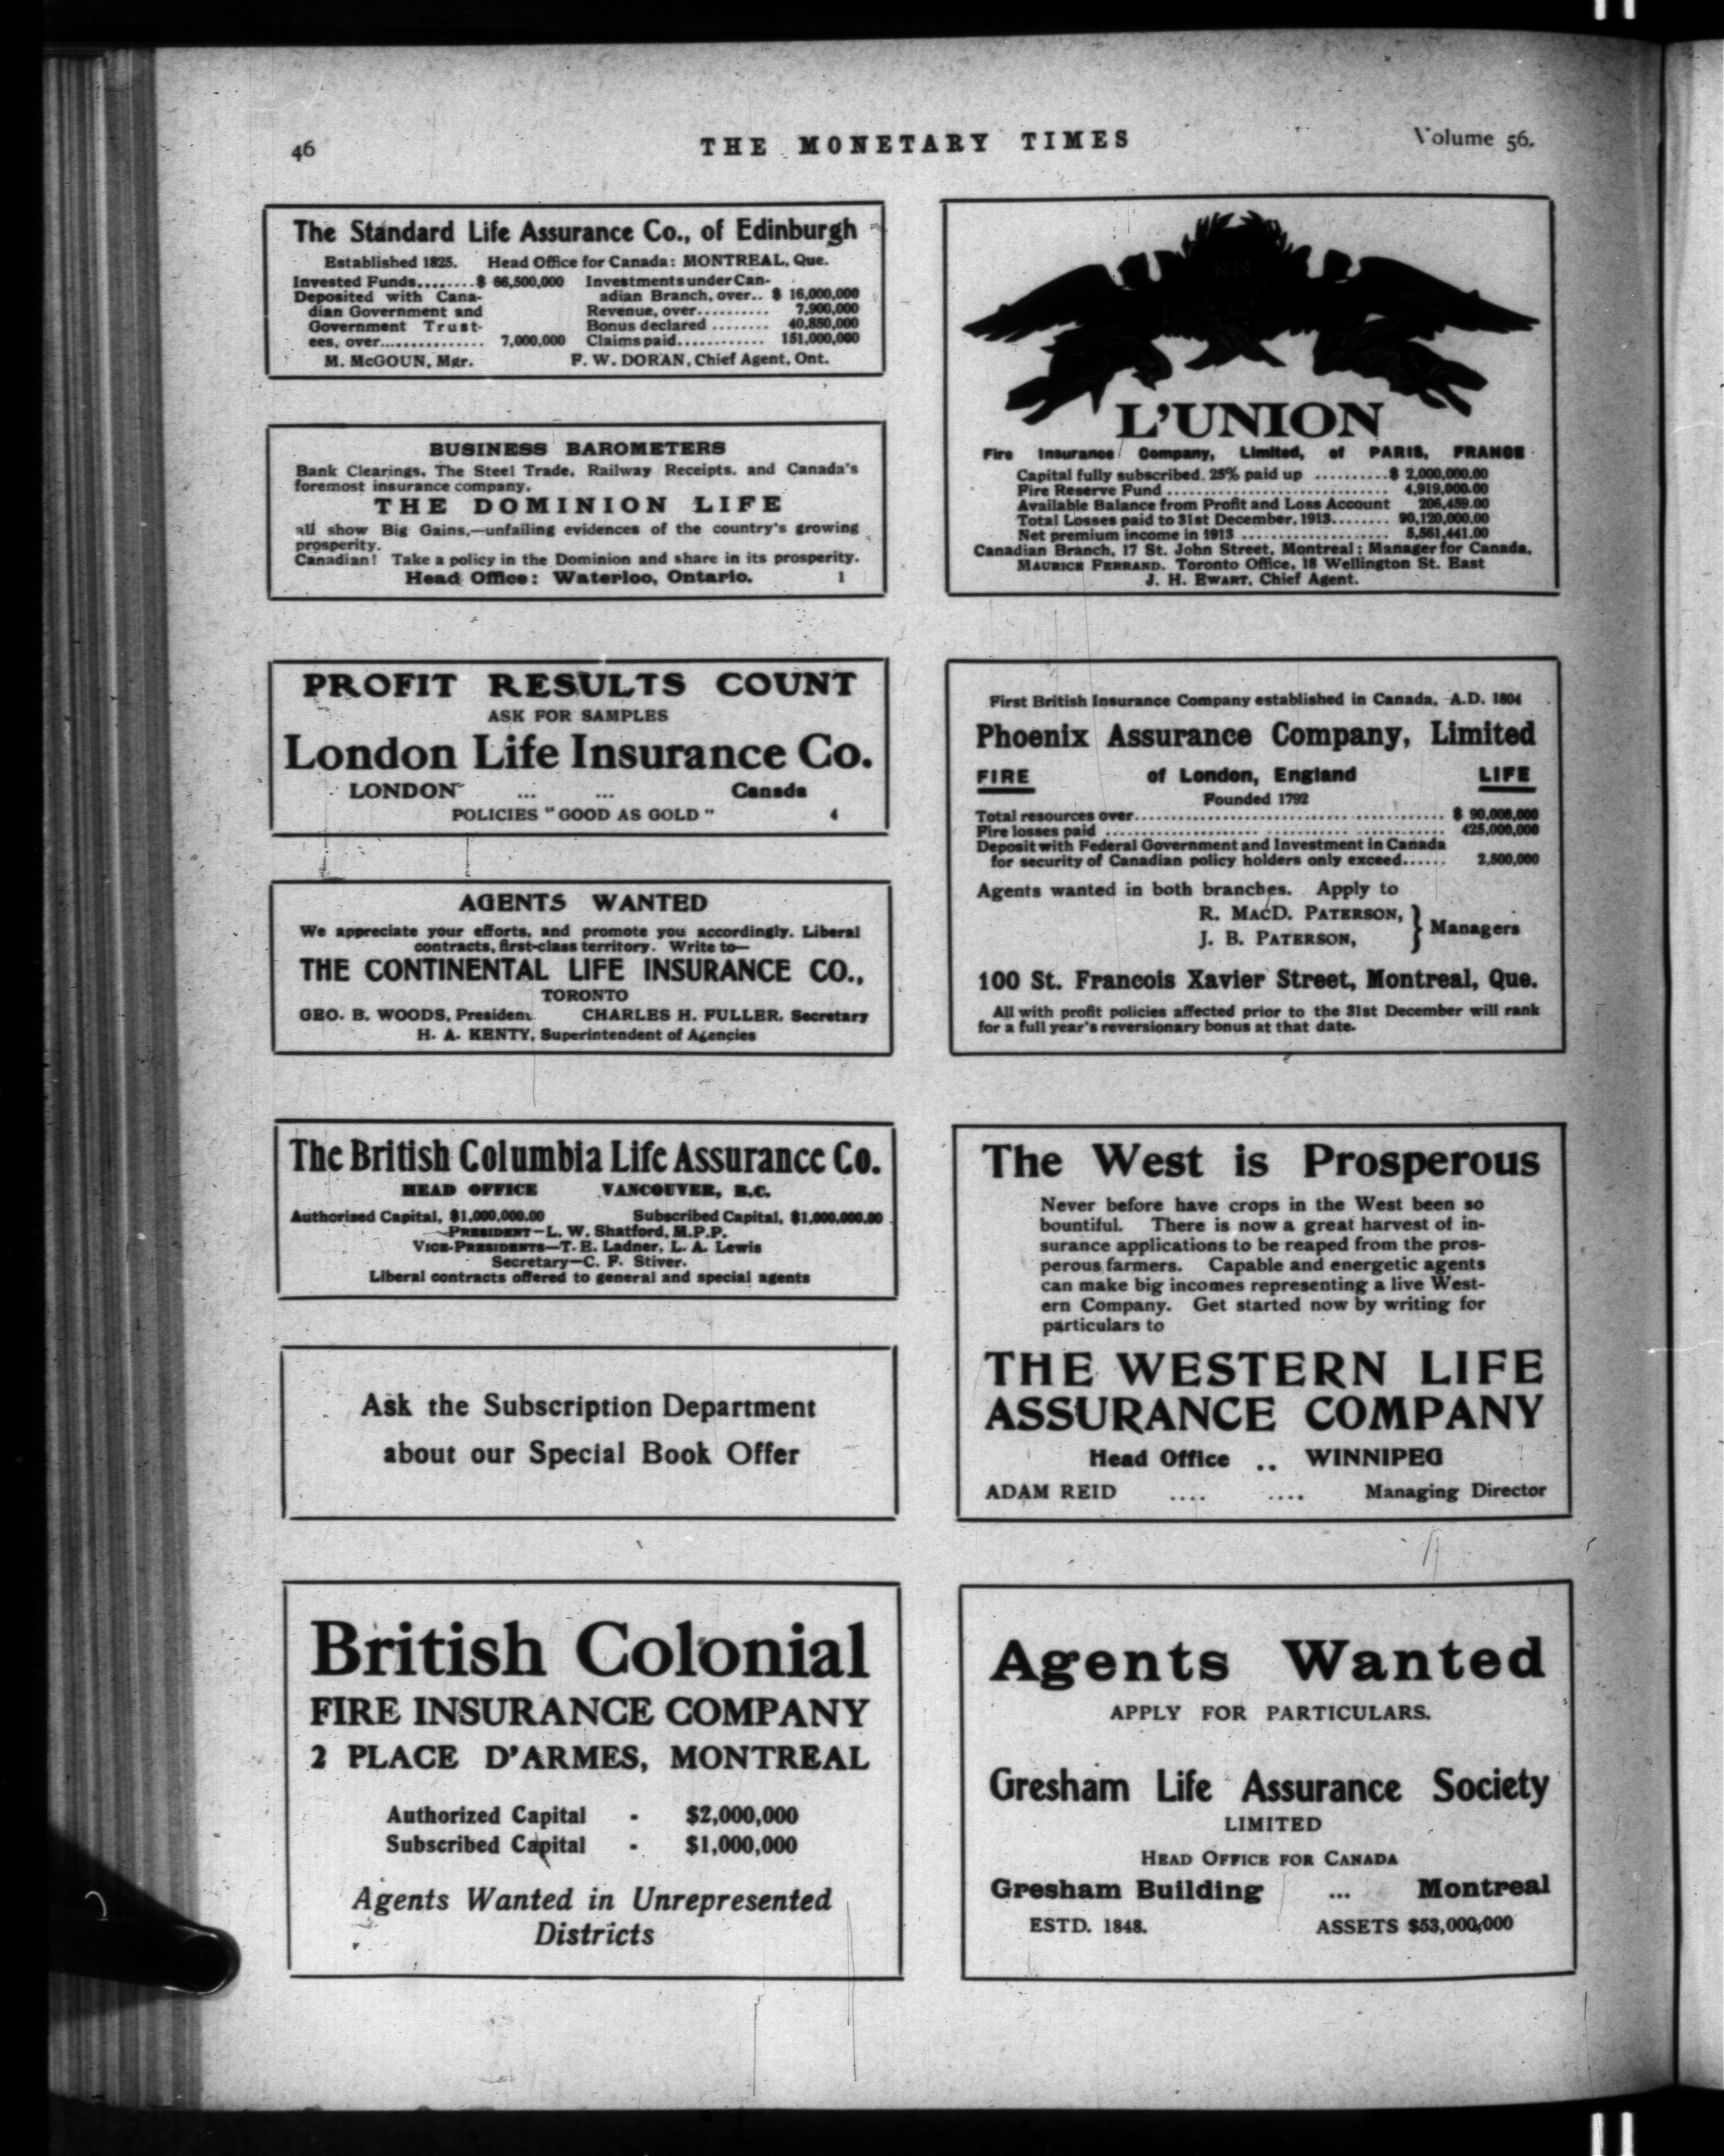 46
THE MONETARY TIMES
Volume 56.
The Standard Life Assurance Co., of Edinburgh
Established 1825. Head Office for Canada: MONTREAL, Que.
Invested Funds........$ 66,500,000
Deposited with Cana-
dian Government and
Government Trust-
ees, over.............. 7,000,000
Investments under Can-
adian Branch, over.. $ 16,000,000
Revenue, over.......... 7,900,000
Bonus declared ........ 40,850,000
Claims paid............ 151,000,000
M. McGOUN, Mgr. F. W. DORAN, Chief Agent, Ont.
BUSINESS BAROMETERS
Bank Clearings, The Steel Trade, Railway Receipts, and Canada's
foremost insurance company,
THE DOMINION LIFE
all show Big Gains,—unfailing evidences of the country's growing
prosperity.
Canadian! Take a policy in the Dominion and share in its prosperity.
Head Office: Waterloo, Ontario. 1
PROFIT RESULTS COUNT
ASK FOR SAMPLES
London Life Insurance Co.
LONDON ... ... Canada
POLICIES "GOOD AS GOLD" 4
AGENTS WANTED
We appreciate your efforts, and promote you accordingly. Liberal
contracts, first-class territory. Write to—
THE CONTINENTAL LIFE INSURANCE CO.,
TORONTO
GEO. B. WOODS, President CHARLES H. FULLER, Secretary
H. A. KENTY, Superintendent of Agencies
The British Columbia Life Assurance Co.
HEAD OFFICE VANCOUVER, B.C.
Authorized Capital, $1,000,000.00 Subscribed Capital, $1,000,000.00
PRESIDENT—L. W. Shatford, M.P.P.
VICE-PRESIDENTS—T. E. Ladner, L. A. Lewis
Secretary—C. F. Stiver.
Liberal contracts offered to general and special agents
Ask the Subscription Department
about our Special Book Offer
British Colonial
FIRE INSURANCE COMPANY
2 PLACE D'ARMES, MONTREAL
Authorized Capital - $2,000,000
Subscribed Capital - $1,000,000
Agents Wanted in Unrepresented
Districts
L'UNION
Fire Insurance Company, Limited, of PARIS, FRANCE
Capital fully subscribed, 25% paid up ..........$ 2,000,000.00
Fire Reserve Fund .............................. 4,919,000.00
Available Balance from Profit and Loss Account 206,459.00
Total Losses paid to 31st December, 1913........ 90,120,000.00
Net premium income in 1913 .................... 5,561,441.00
Canadian Branch, 17 St. John Street, Montreal; Manager for Canada,
MAURICE FERRAND. Toronto Office, 18 Wellington St. East
J. H. EWART, Chief Agent.
First British Insurance Company established in Canada, A.D. 1804
Phoenix Assurance Company, Limited
FIRE of London, England LIFE
Founded 1792
Total resources over........................................ $ 90,000,000
Fire losses paid ............................................ 425,000,000
Deposit with Federal Government and Investment in Canada
for security of Canadian policy holders only exceed...... 2,500,000
Agents wanted in both branches. Apply to
R. MACD. PATERSON,
J. B. PATERSON, } Managers
100 St. Francois Xavier Street, Montreal, Que.
All with profit policies affected prior to the 31st December will rank
for a full year's reversionary bonus at that date.
The West is Prosperous
Never before have crops in the West been so
bountiful. There is now a great harvest of in-
surance applications to be reaped from the pros-
perous farmers. Capable and energetic agents
can make big incomes representing a live West-
ern Company. Get started now by writing for
particulars to
THE WESTERN LIFE
ASSURANCE COMPANY
Head Office .. WINNIPEG
ADAM REID .... .... Managing Director
Agents Wanted
APPLY FOR PARTICULARS.
Gresham Life Assurance Society
LIMITED
HEAD OFFICE FOR CANADA
Gresham Building ... Montreal
ESTD. 1848. ASSETS $53,000,000